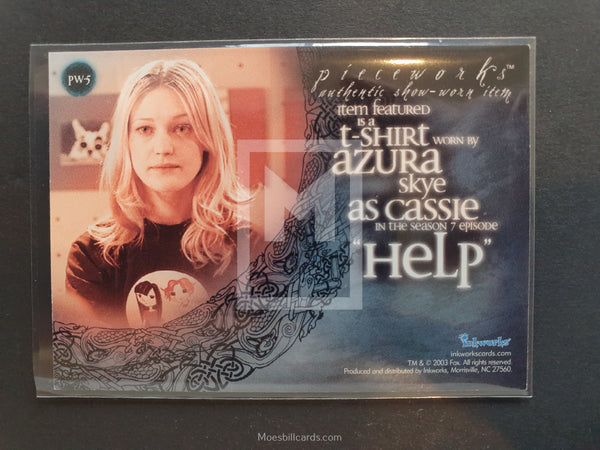 PW-5
pieceworks™
authentic show-worn item
item featured
is a
t-shirt worn by
azura
skye
as cassie
in the season 7 episode
"Help"
inkworks®
inkworkscards.com
TM & © 2003 Fox. All rights reserved.
Produced and distributed by Inkworks, Morrisville, NC 27560.
Moesbillcards.com